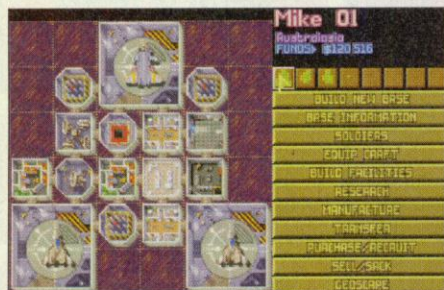 Mike 01
Australasia
FUNDS> $120 516
BUILD NEW BASE
BASE INFORMATION
SOLDIERS
EQUIP CRAFT
BUILD FACILITIES
RESEARCH
MANUFACTURE
TRANSFER
PURCHASE/RECRUIT
SELL/SACK
GEOSCAPE